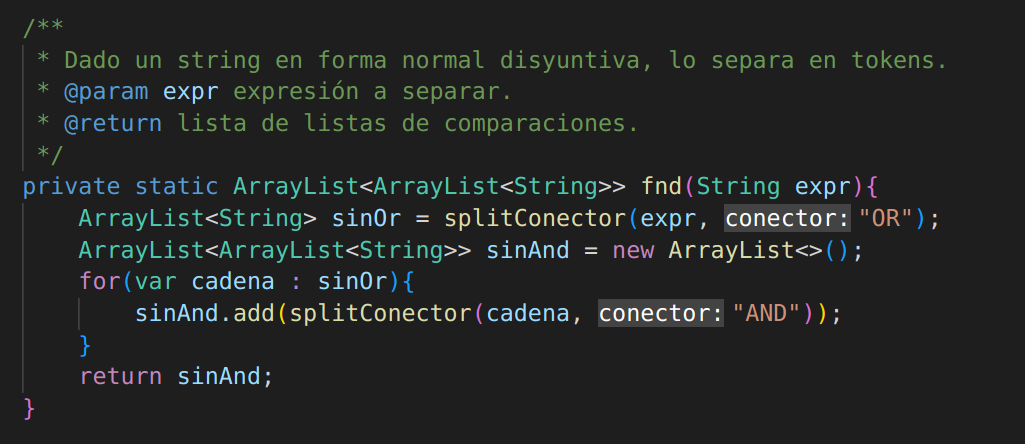 /**
 * Dado un string en forma normal disyuntiva, lo separa en tokens.
 * @param expr expresión a separar.
 * @return lista de listas de comparaciones.
 */
private static ArrayList<ArrayList<String>> fnd(String expr){
    ArrayList<String> sinOr = splitConector(expr, conector: "OR");
    ArrayList<ArrayList<String>> sinAnd = new ArrayList<>();
    for(var cadena : sinOr){
        sinAnd.add(splitConector(cadena, conector: "AND"));
    }
    return sinAnd;
}